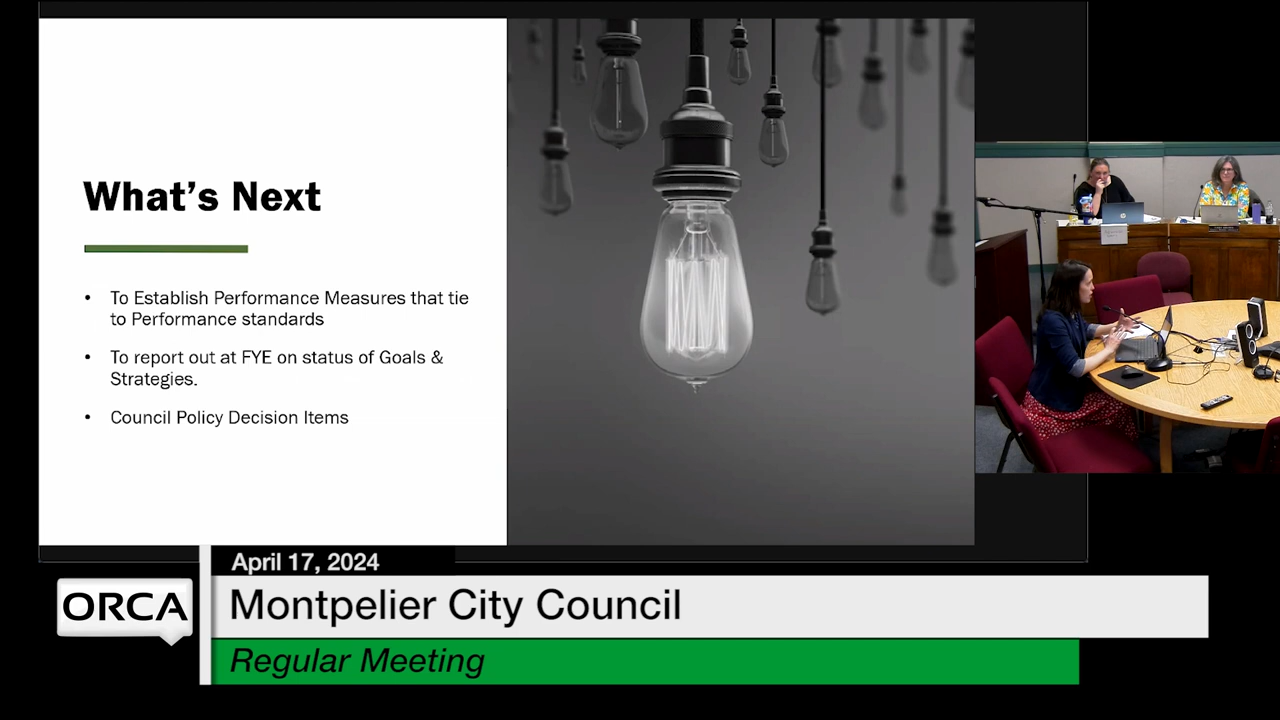 What's Next
• To Establish Performance Measures that tie
to Performance standards
• To report out at FYE on status of Goals &
Strategies.
• Council Policy Decision Items
April 17, 2024
ORCA
Montpelier City Council
Regular Meeting